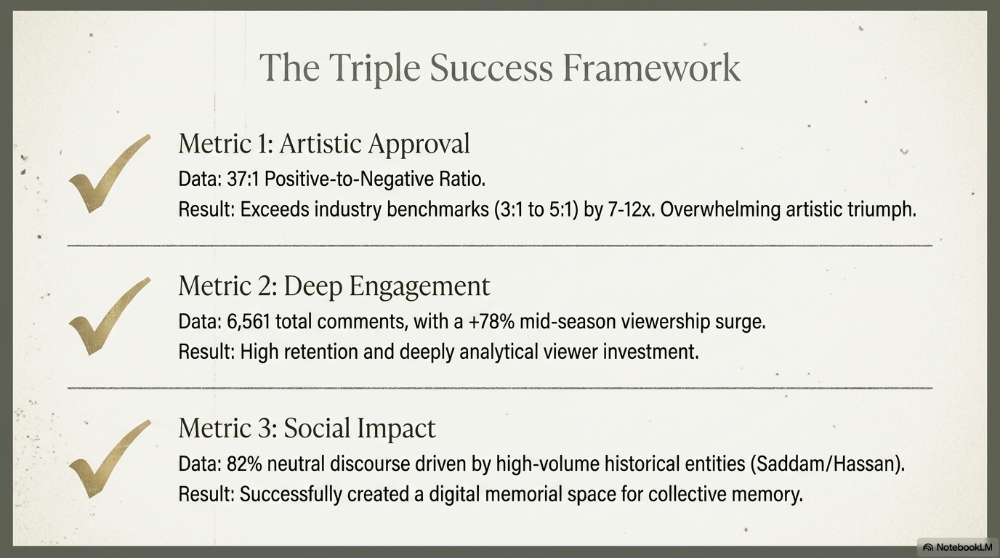 The Triple Success Framework
Metric 1: Artistic Approval
Data: 37:1 Positive-to-Negative Ratio.
Result: Exceeds industry benchmarks (3:1 to 5:1) by 7-12x. Overwhelming artistic triumph.
Metric 2: Deep Engagement
Data: 6,561 total comments, with a +78% mid-season viewership surge.
Result: High retention and deeply analytical viewer investment.
Metric 3: Social Impact
Data: 82% neutral discourse driven by high-volume historical entities (Saddam/Hassan).
Result: Successfully created a digital memorial space for collective memory.
NotebookLM